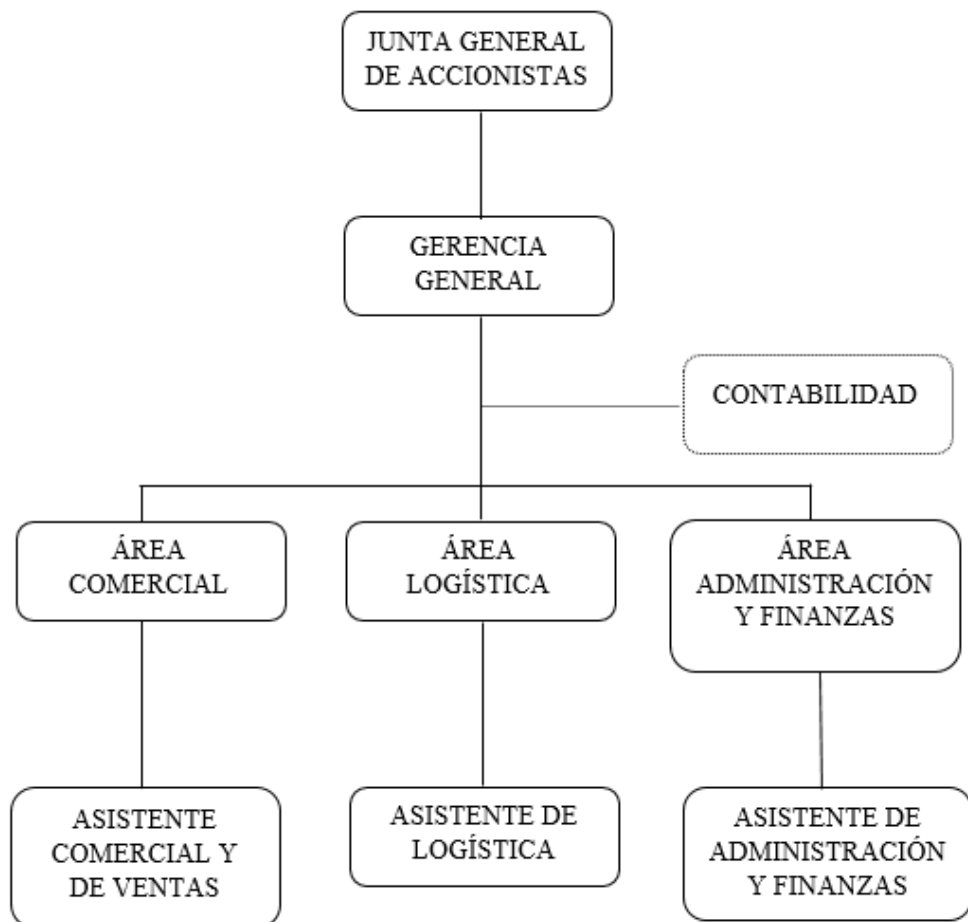 JUNTA GENERAL
DE ACCIONISTAS
GERENCIA
GENERAL
CONTABILIDAD
ÁREA
COMERCIAL
ÁREA
LOGÍSTICA
ÁREA
ADMINISTRACIÓN
Y FINANZAS
ASISTENTE
COMERCIAL Y
DE VENTAS
ASISTENTE DE
LOGÍSTICA
ASISTENTE DE
ADMINISTRACIÓN
Y FINANZAS